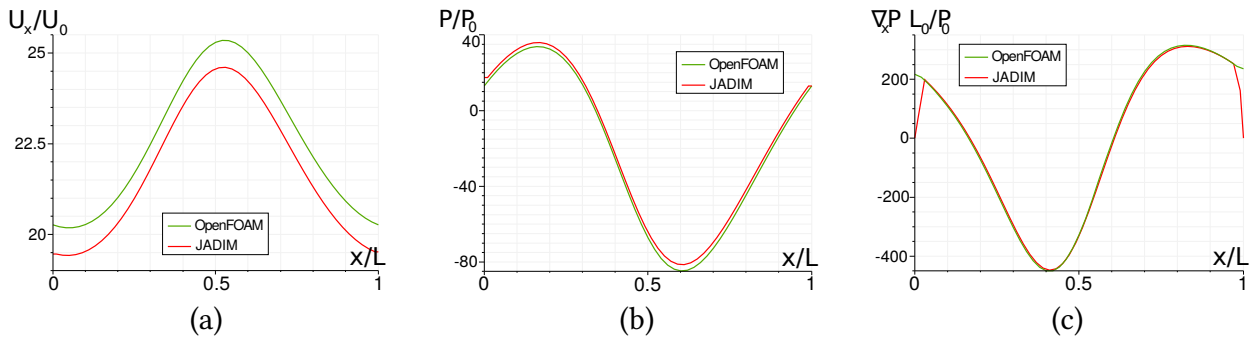 U_x/U_0
25
22.5
20
OpenFOAM
JADIM
0
0.5
1
x/L
(a)
P/P_0
40
0
-40
-80
OpenFOAM
JADIM
0
0.5
1
x/L
(b)
∇_xP L_0/P_0
200
0
-200
-400
OpenFOAM
JADIM
0
0.5
1
x/L
(c)